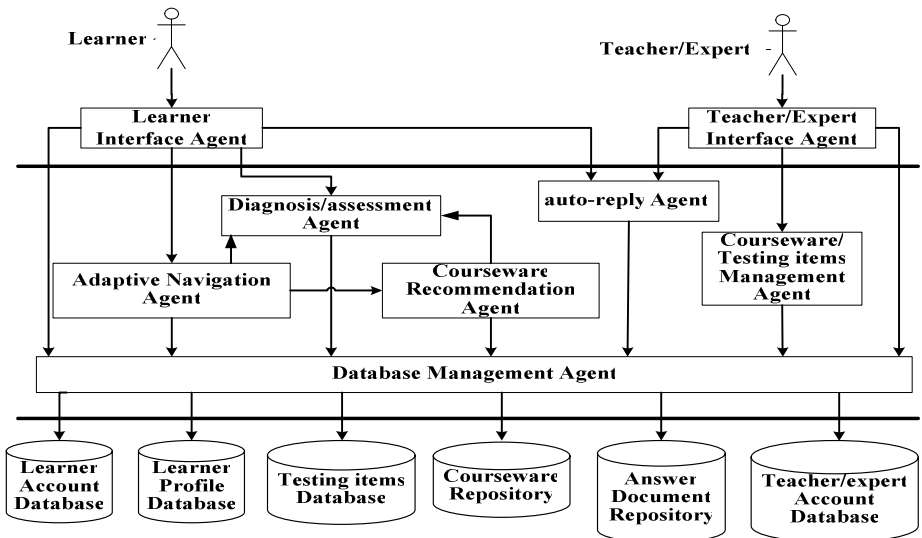 Learner
Teacher/Expert
Learner
Interface Agent
Teacher/Expert
Interface Agent
Diagnosis/assessment
Agent
auto-reply Agent
Courseware/
Testing items
Management
Agent
Adaptive Navigation
Agent
Courseware
Recommendation
Agent
Database Management Agent
Learner
Account
Database
Learner
Profile
Database
Testing items
Database
Courseware
Repository
Answer
Document
Repository
Teacher/expert
Account
Database